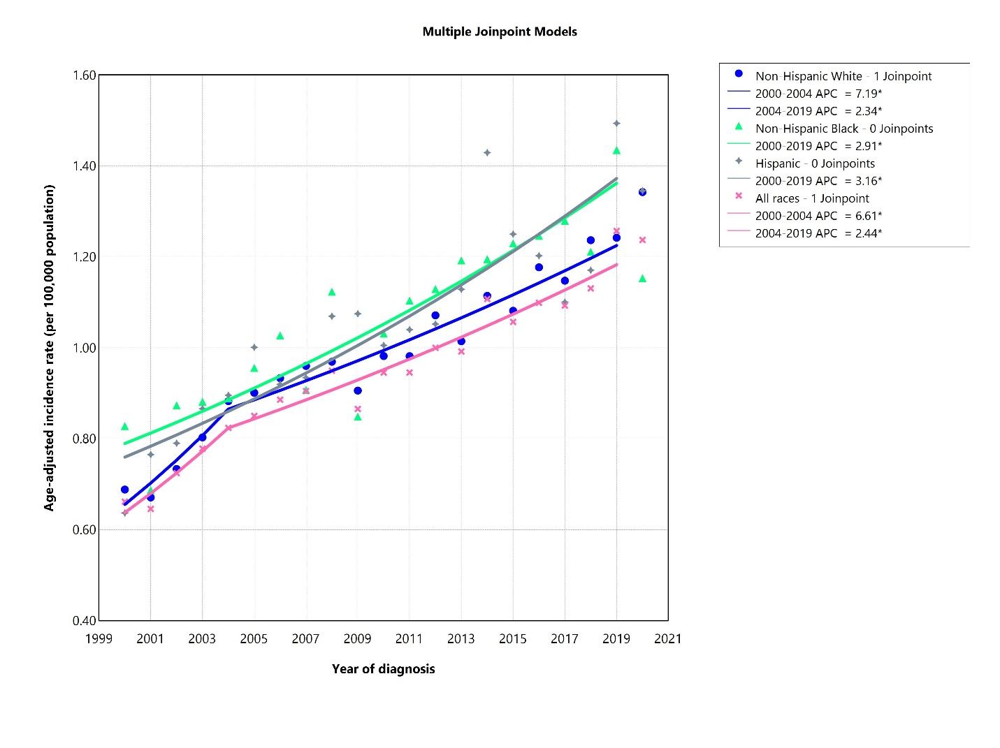 Multiple Joinpoint Models
1.60
1.40
1.20
1.00
0.80
0.60
0.40
Age-adjusted incidence rate (per 100,000 population)
1999 2001 2003 2005 2007 2009 2011 2013 2015 2017 2019 2021
Year of diagnosis
Non-Hispanic White - 1 Joinpoint
2000-2004 APC = 7.19*
2004-2019 APC = 2.34*
Non-Hispanic Black - 0 Joinpoints
2000-2019 APC = 2.91*
Hispanic - 0 Joinpoints
2000-2019 APC = 3.16*
All races - 1 Joinpoint
2000-2004 APC = 6.61*
2004-2019 APC = 2.44*